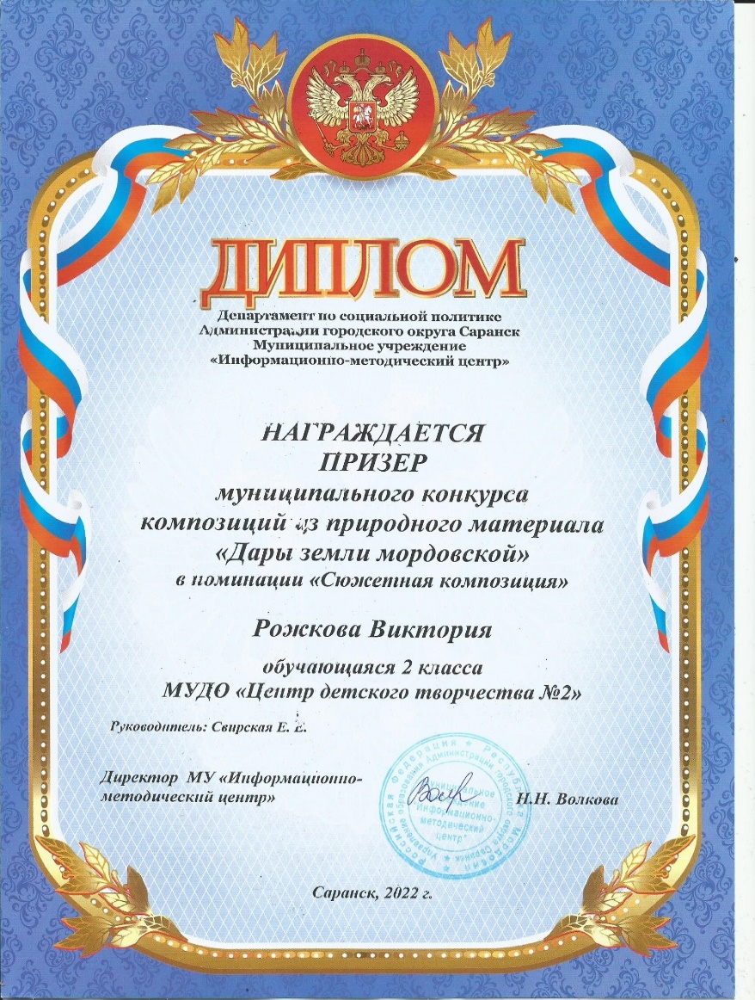 ДИПЛОМ
Департамент по социальной политике
Администрации городского округа Саранск
Муниципальное учреждение
«Информационно-методический центр»
НАГРАЖДАЕТСЯ
ПРИЗЕР
муниципального конкурса
композиций из природного материала
«Дары земли мордовской»
в номинации «Сюжетная композиция»
Рожкова Виктория
обучающаяся 2 класса
МУДО «Центр детского творчества №2»
Руководитель: Свирская Е. Е.
Директор МУ «Информационно-
методический центр»
Н.Н. Волкова
Российская Федерация ★ Республика Мордовия ★
Управление образования Администрации городского округа Саранск ★
Муниципальное
учреждение
"Информационно-
методический
центр"
Саранск, 2022 г.